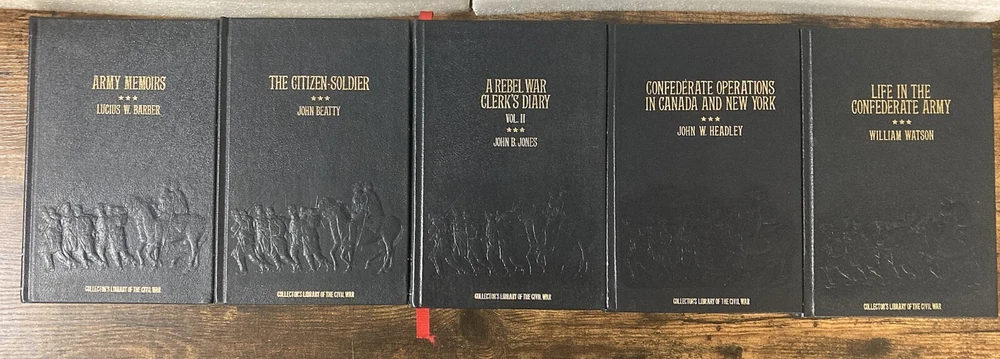 ARMY MEMOIRS
★★★
LUCIUS W. BARBER
COLLECTOR'S LIBRARY OF THE CIVIL WAR
THE CITIZEN-SOLDIER
★★★
JOHN BEATTY
COLLECTOR'S LIBRARY OF THE CIVIL WAR
A REBEL WAR
CLERK'S DIARY
VOL. II
★★★
JOHN B. JONES
COLLECTOR'S LIBRARY OF THE CIVIL WAR
CONFEDERATE OPERATIONS
IN CANADA AND NEW YORK
★★★
JOHN W. HEADLEY
COLLECTOR'S LIBRARY OF THE CIVIL WAR
LIFE IN THE
CONFEDERATE ARMY
★★★
WILLIAM WATSON
COLLECTOR'S LIBRARY OF THE CIVIL WAR